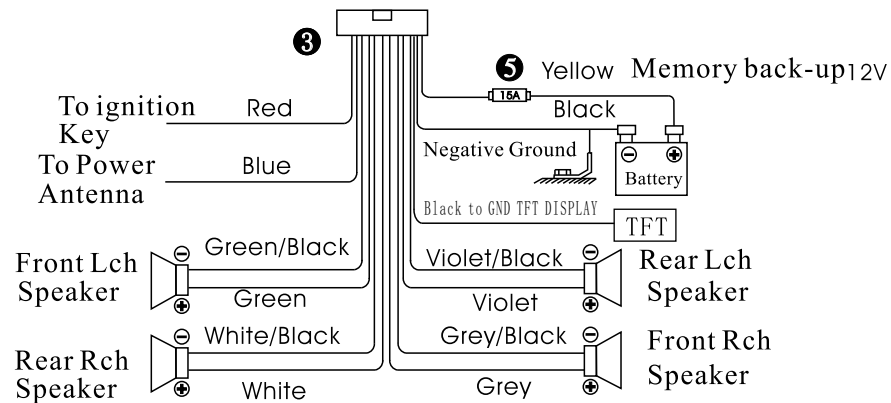 ❸
❺ Yellow Memory back-up 12V
15A
Black
To ignition
Key
Red
To Power
Antenna
Blue
Negative Ground
Battery
Black to GND TFT DISPLAY
TFT
Front Lch
Speaker
Green/Black
Green
Violet/Black
Violet
Rear Lch
Speaker
Rear Rch
Speaker
White/Black
White
Grey/Black
Grey
Front Rch
Speaker